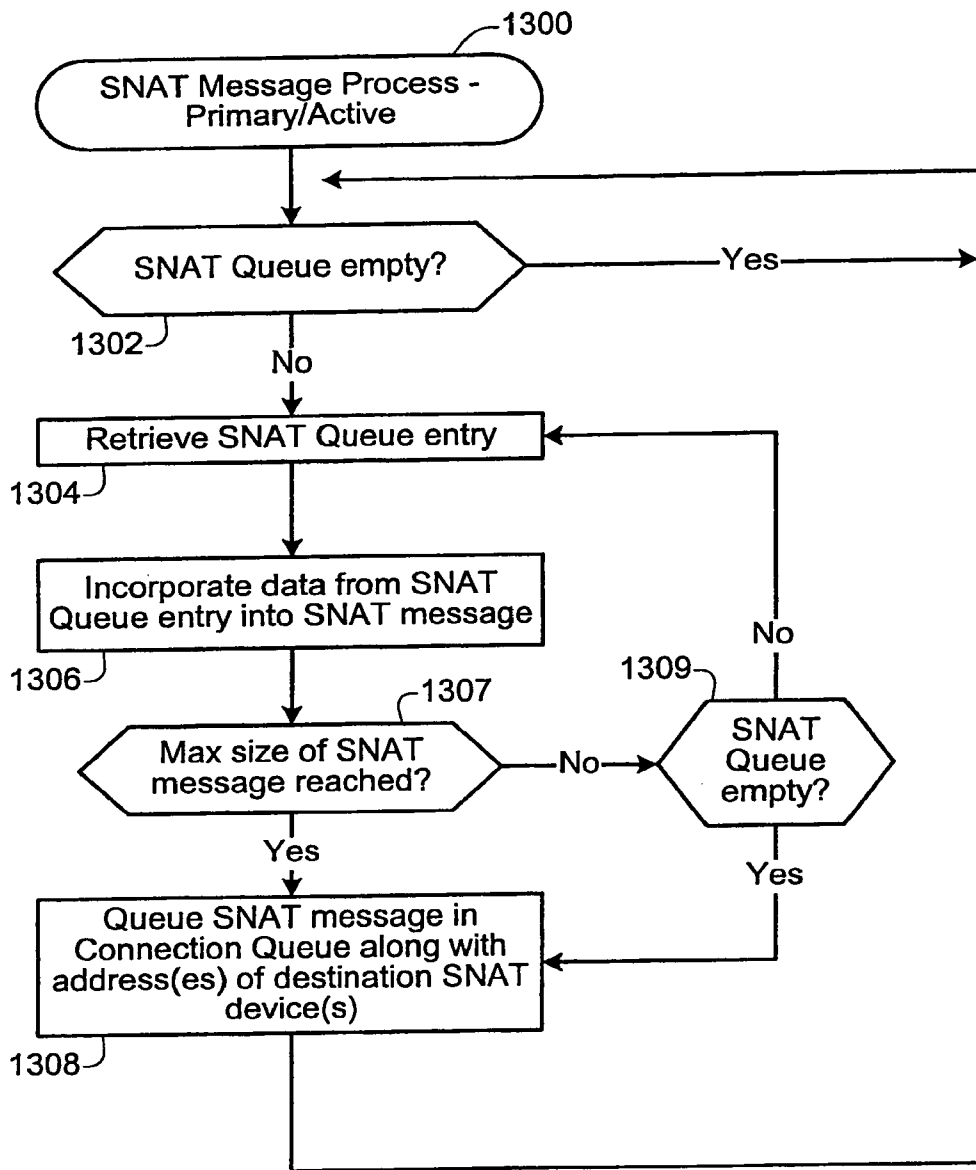 1300
SNAT Message Process -
Primary/Active
SNAT Queue empty?
Yes
1302
No
Retrieve SNAT Queue entry
1304
Incorporate data from SNAT
Queue entry into SNAT message
1306
No
1307
1309
Max size of SNAT
message reached?
No
SNAT
Queue
empty?
Yes
Yes
Queue SNAT message in
Connection Queue along with
address(es) of destination SNAT
device(s)
1308